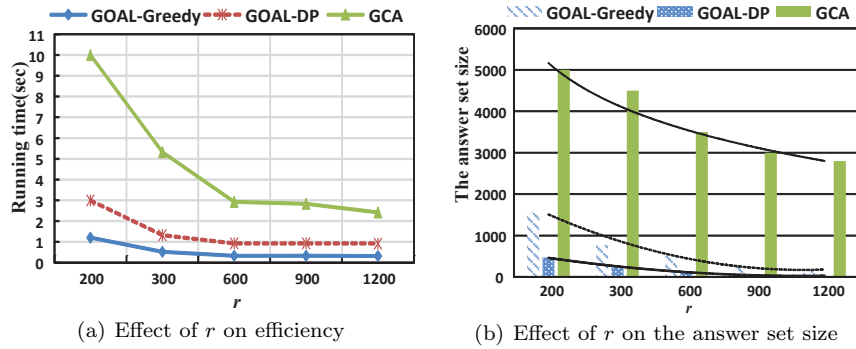 GOAL-Greedy GOAL-DP GCA
11
10
9
8
7
6
5
4
3
2
1
0
Running time(sec)
200 300 600 900 1200
r
(a) Effect of r on efficiency
GOAL-Greedy GOAL-DP GCA
6000
5000
4000
3000
2000
1000
0
The answer set size
200 300 600 900 1200
r
(b) Effect of r on the answer set size